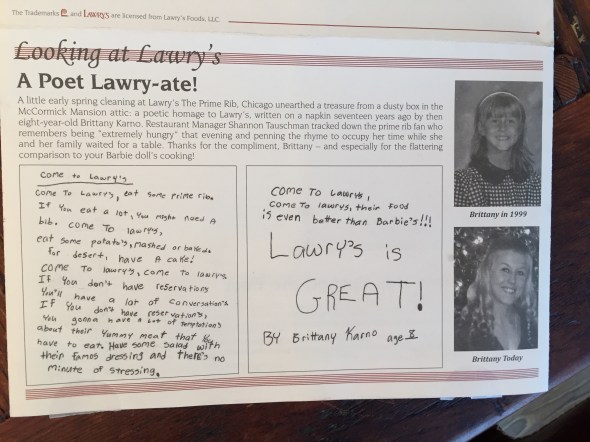 The Trademarks and LAWRY'S are licensed from Lawry's Foods, LLC.
Looking at Lawry's
A Poet Lawry-ate!
A little early spring cleaning at Lawry's The Prime Rib, Chicago unearthed a treasure from a dusty box in the
McCormick Mansion attic: a poetic homage to Lawry's, written on a napkin seventeen years ago by then
eight-year-old Brittany Karno. Restaurant Manager Shannon Tauschman tracked down the prime rib fan who
remembers being "extremely hungry" that evening and penning the rhyme to occupy her time while she
and her family waited for a table. Thanks for the compliment, Brittany – and especially for the flattering
comparison to your Barbie doll's cooking!
Come to Lawry's
Come To Lawry's, eat some prime rib.
If You eat a lot, You might need A
bib. Come TO lawry's,
eat some potato's, mashed or baked.
for desert, have A cake!
COME TO lawry's, come To lawrys
If You don't have reservations
You'll have a lot of conversation's
IF You don't have reservation's,
You gonna have a lot of temptations
about their Yummy meat that
have to eat. Have some salad with
their famos dressing and there's no
minute of stressing.
COME TO Lawrys,
Come To lawrys, their Food
is even better than Barbie's!!!
Lawry's is
GREAT!
BY Brittany Karno age 8
Brittany in 1999
Brittany Today